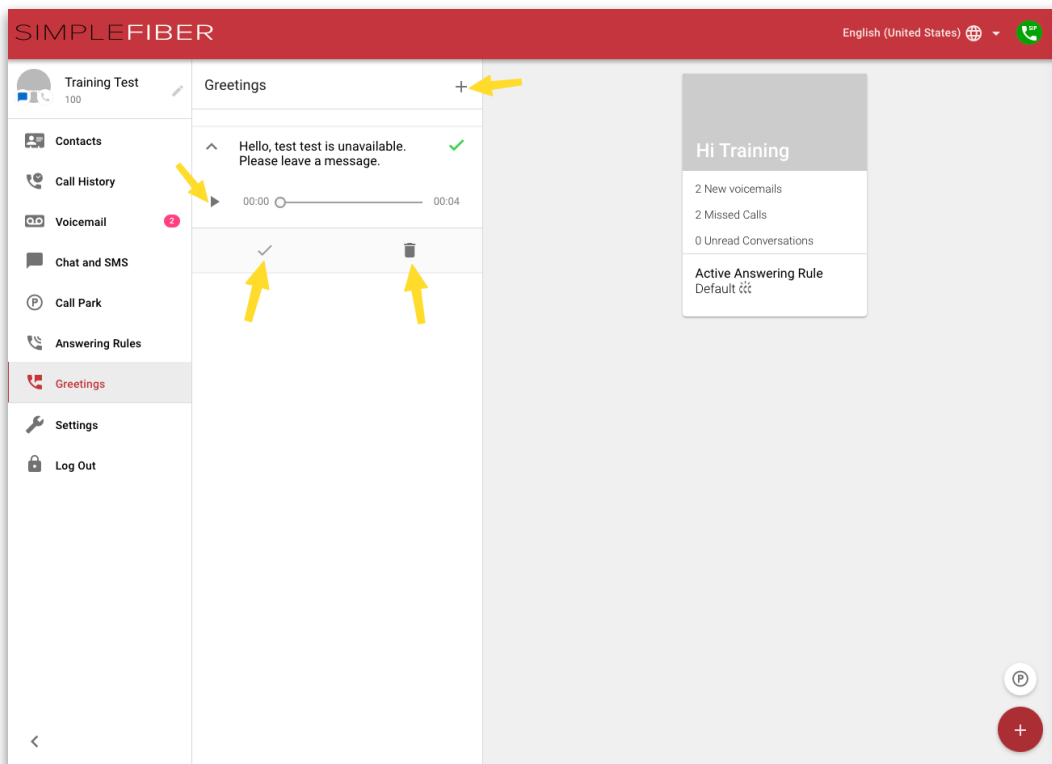 SIMPLEFIBER
English (United States)
SIP
Training Test
100
Contacts
Call History
Voicemail
2
Chat and SMS
P
Call Park
Answering Rules
Greetings
Settings
Log Out
Greetings
Hello, test test is unavailable.
Please leave a message.
00:00
00:04
Hi Training
2 New voicemails
2 Missed Calls
0 Unread Conversations
Active Answering Rule
Default
P